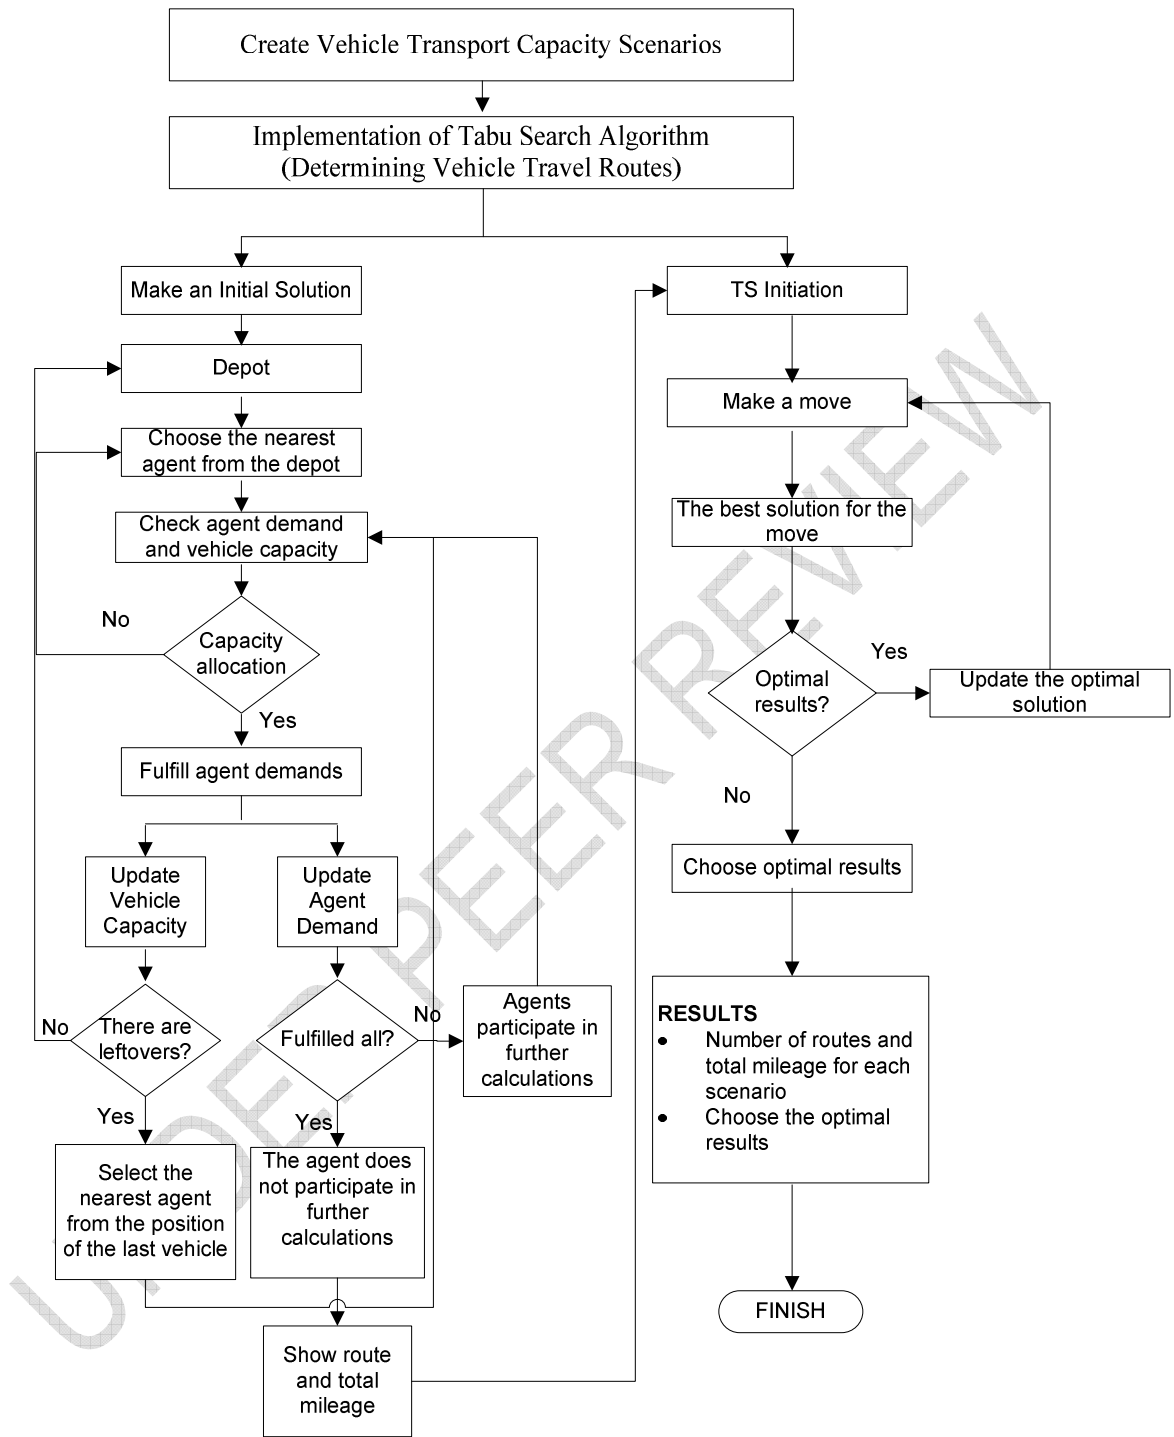 Create Vehicle Transport Capacity Scenarios
Implementation of Tabu Search Algorithm
(Determining Vehicle Travel Routes)
Make an Initial Solution
Depot
Choose the nearest
agent from the depot
Check agent demand
and vehicle capacity
No
Capacity
allocation
Yes
Fulfill agent demands
Update
Vehicle
Capacity
Update
Agent
Demand
No
There are
leftovers?
Fulfilled all?
No
Agents
participate in
further
calculations
Yes
Yes
Select the
nearest agent
from the position
of the last vehicle
The agent does
not participate in
further
calculations
Show route
and total
mileage
TS Initiation
Make a move
The best solution for the
move
Optimal
results?
Yes
Update the optimal
solution
No
Choose optimal results
RESULTS
● Number of routes and
total mileage for each
scenario
● Choose the optimal
results
FINISH
UNDER PEER REVIEW